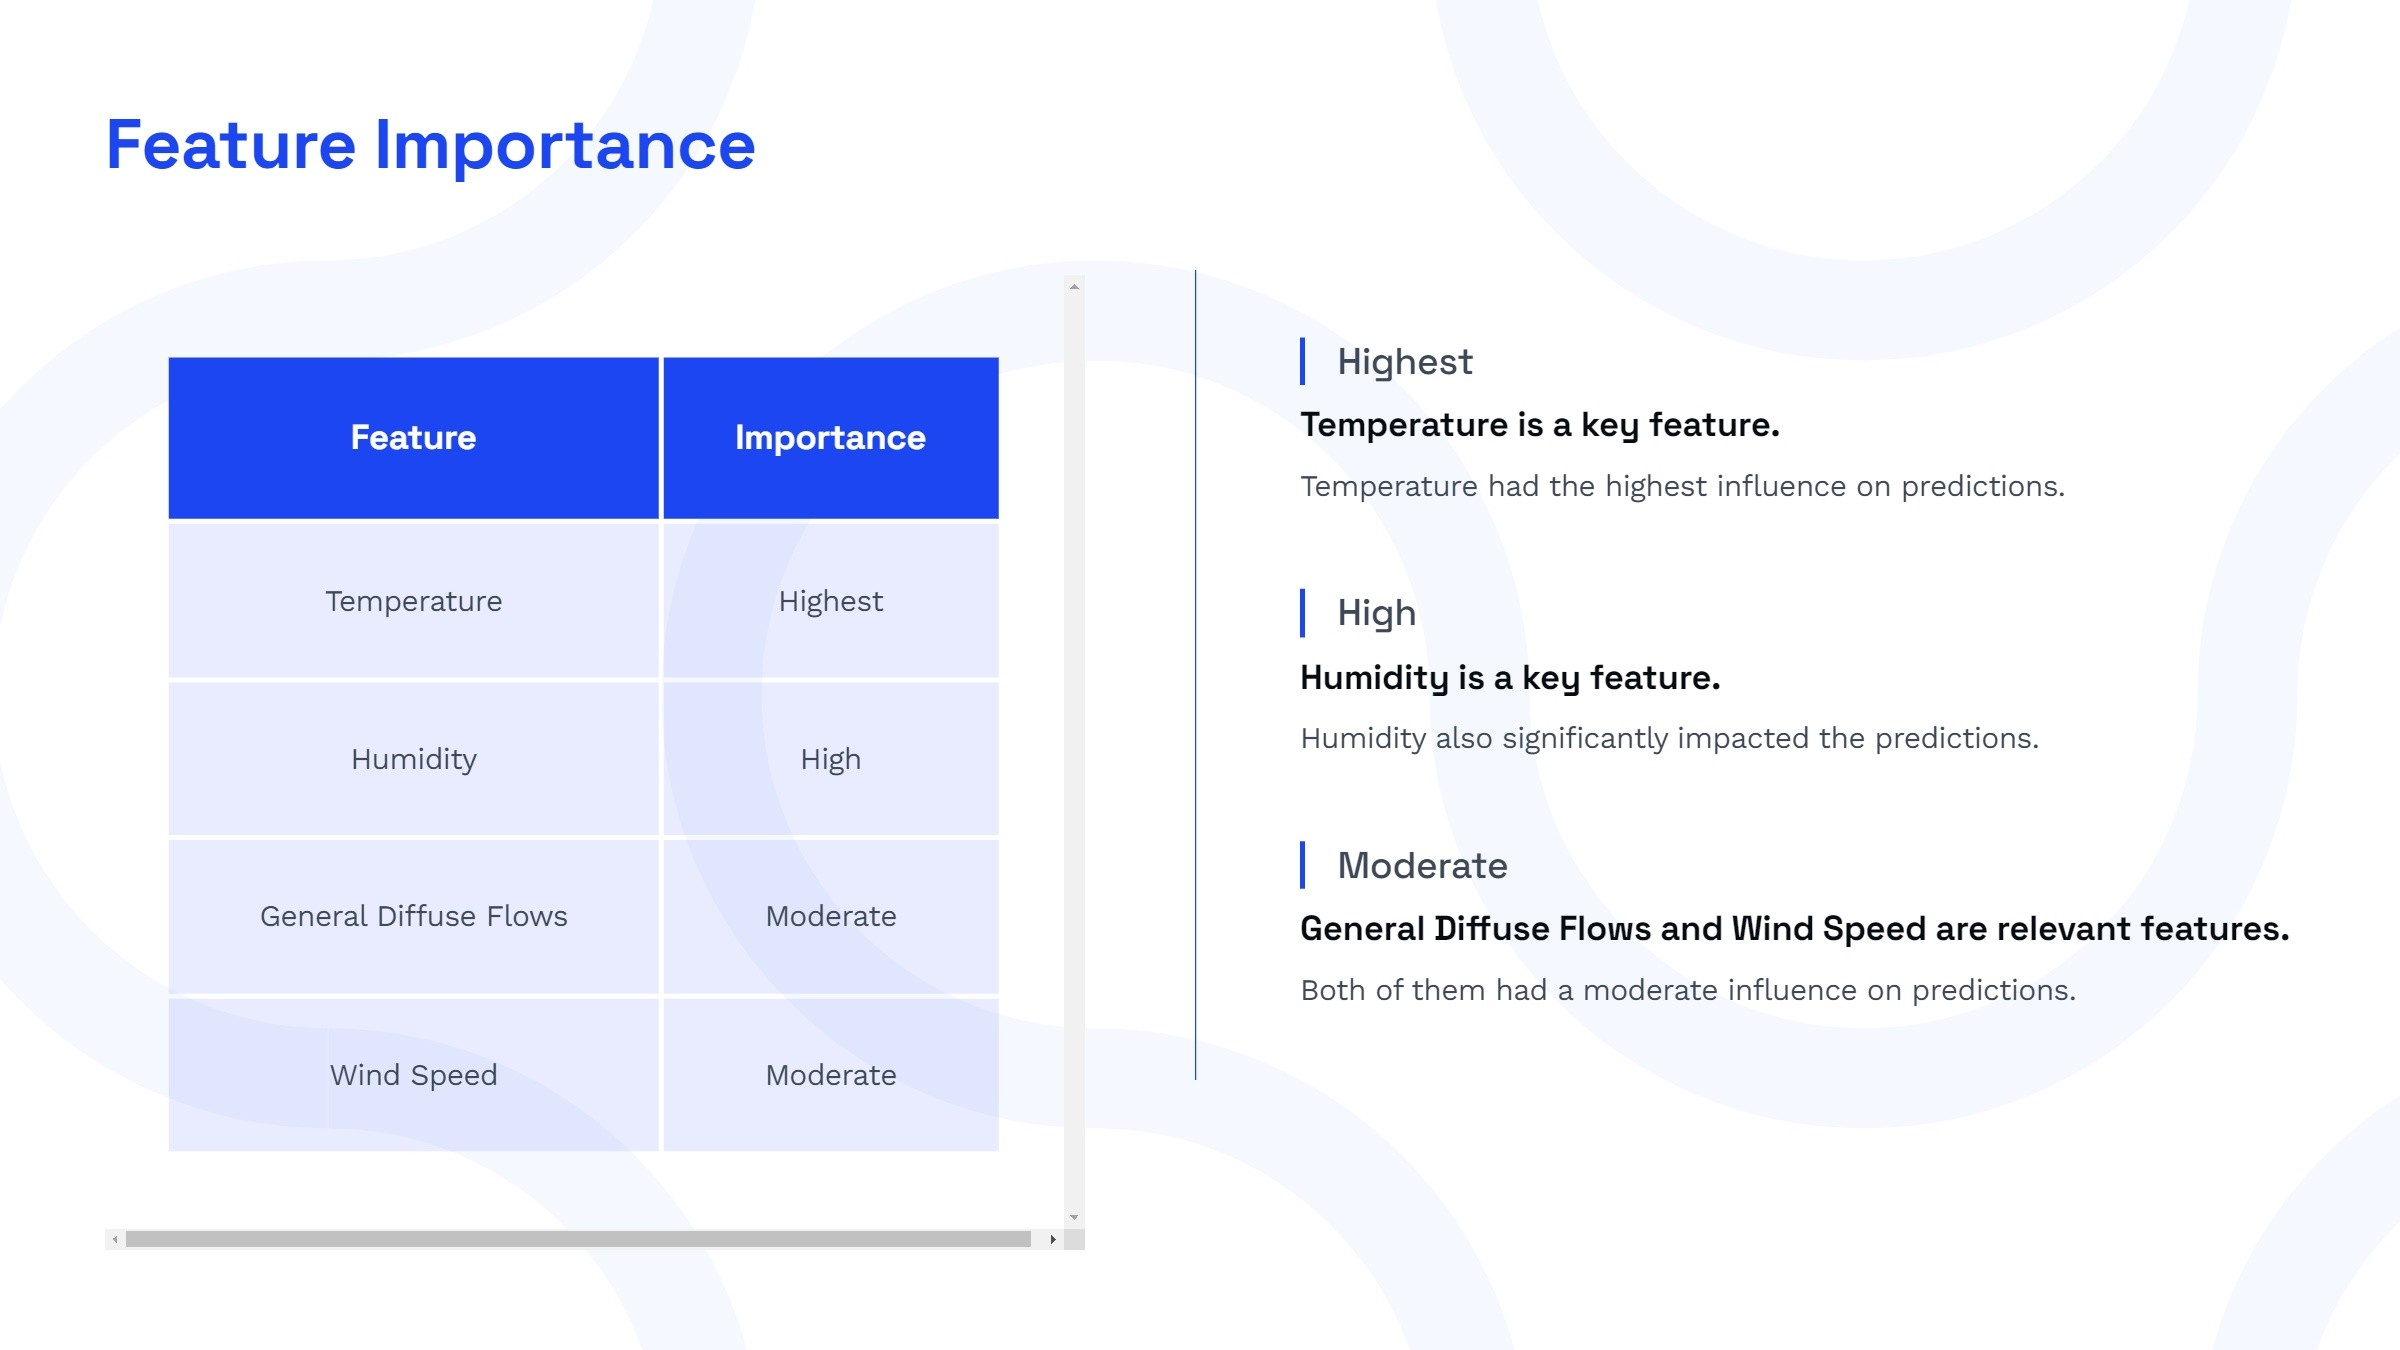 Feature Importance
Feature Importance
Temperature Highest
Humidity High
General Diffuse Flows Moderate
Wind Speed Moderate
Highest
Temperature is a key feature.
Temperature had the highest influence on predictions.
High
Humidity is a key feature.
Humidity also significantly impacted the predictions.
Moderate
General Diffuse Flows and Wind Speed are relevant features.
Both of them had a moderate influence on predictions.